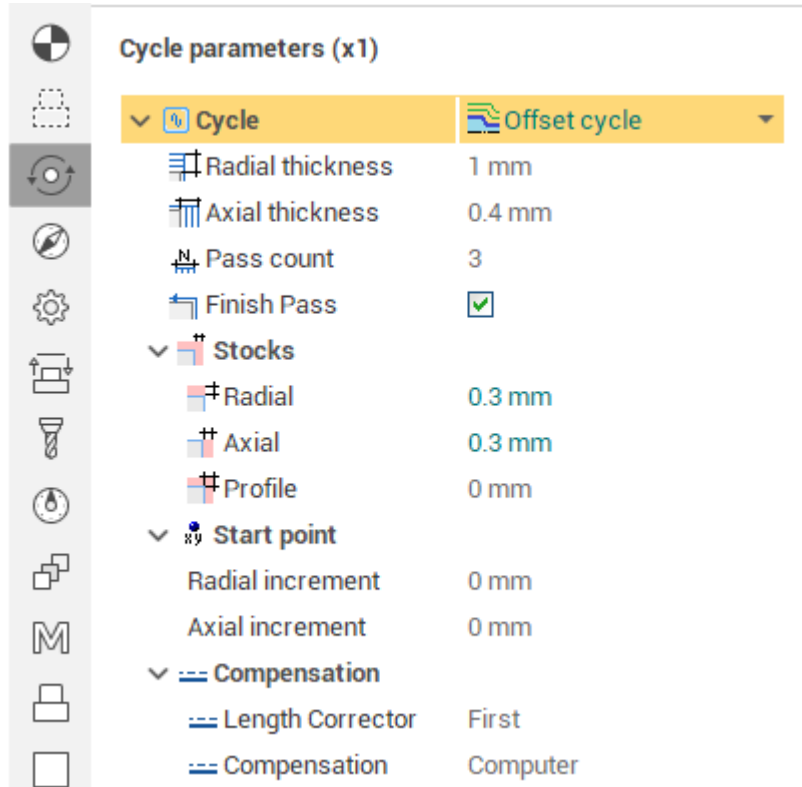 Cycle parameters (x1)
Cycle Offset cycle
Radial thickness 1 mm
Axial thickness 0.4 mm
Pass count 3
Finish Pass
Stocks
Radial 0.3 mm
Axial 0.3 mm
Profile 0 mm
Start point
Radial increment 0 mm
Axial increment 0 mm
Compensation
Length Corrector First
Compensation Computer